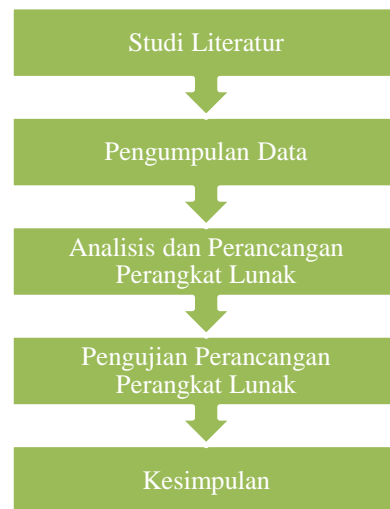 Studi Literatur
Pengumpulan Data
Analisis dan Perancangan
Perangkat Lunak
Pengujian Perancangan
Perangkat Lunak
Kesimpulan